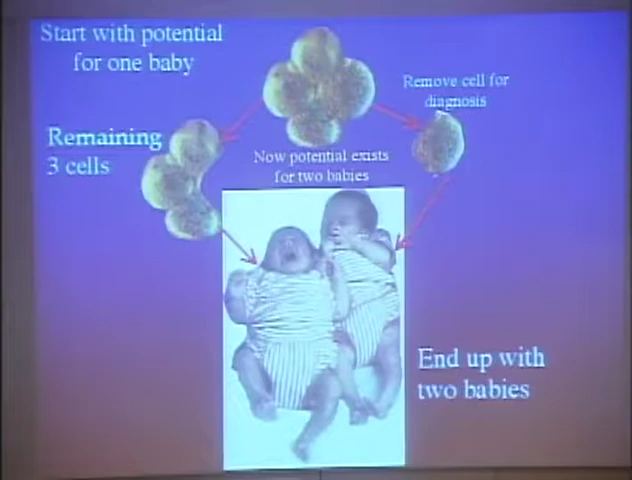 Start with potential
for one baby
Remove cell for
diagnosis
Remaining
3 cells
Now potential exists
for two babies
End up with
two babies